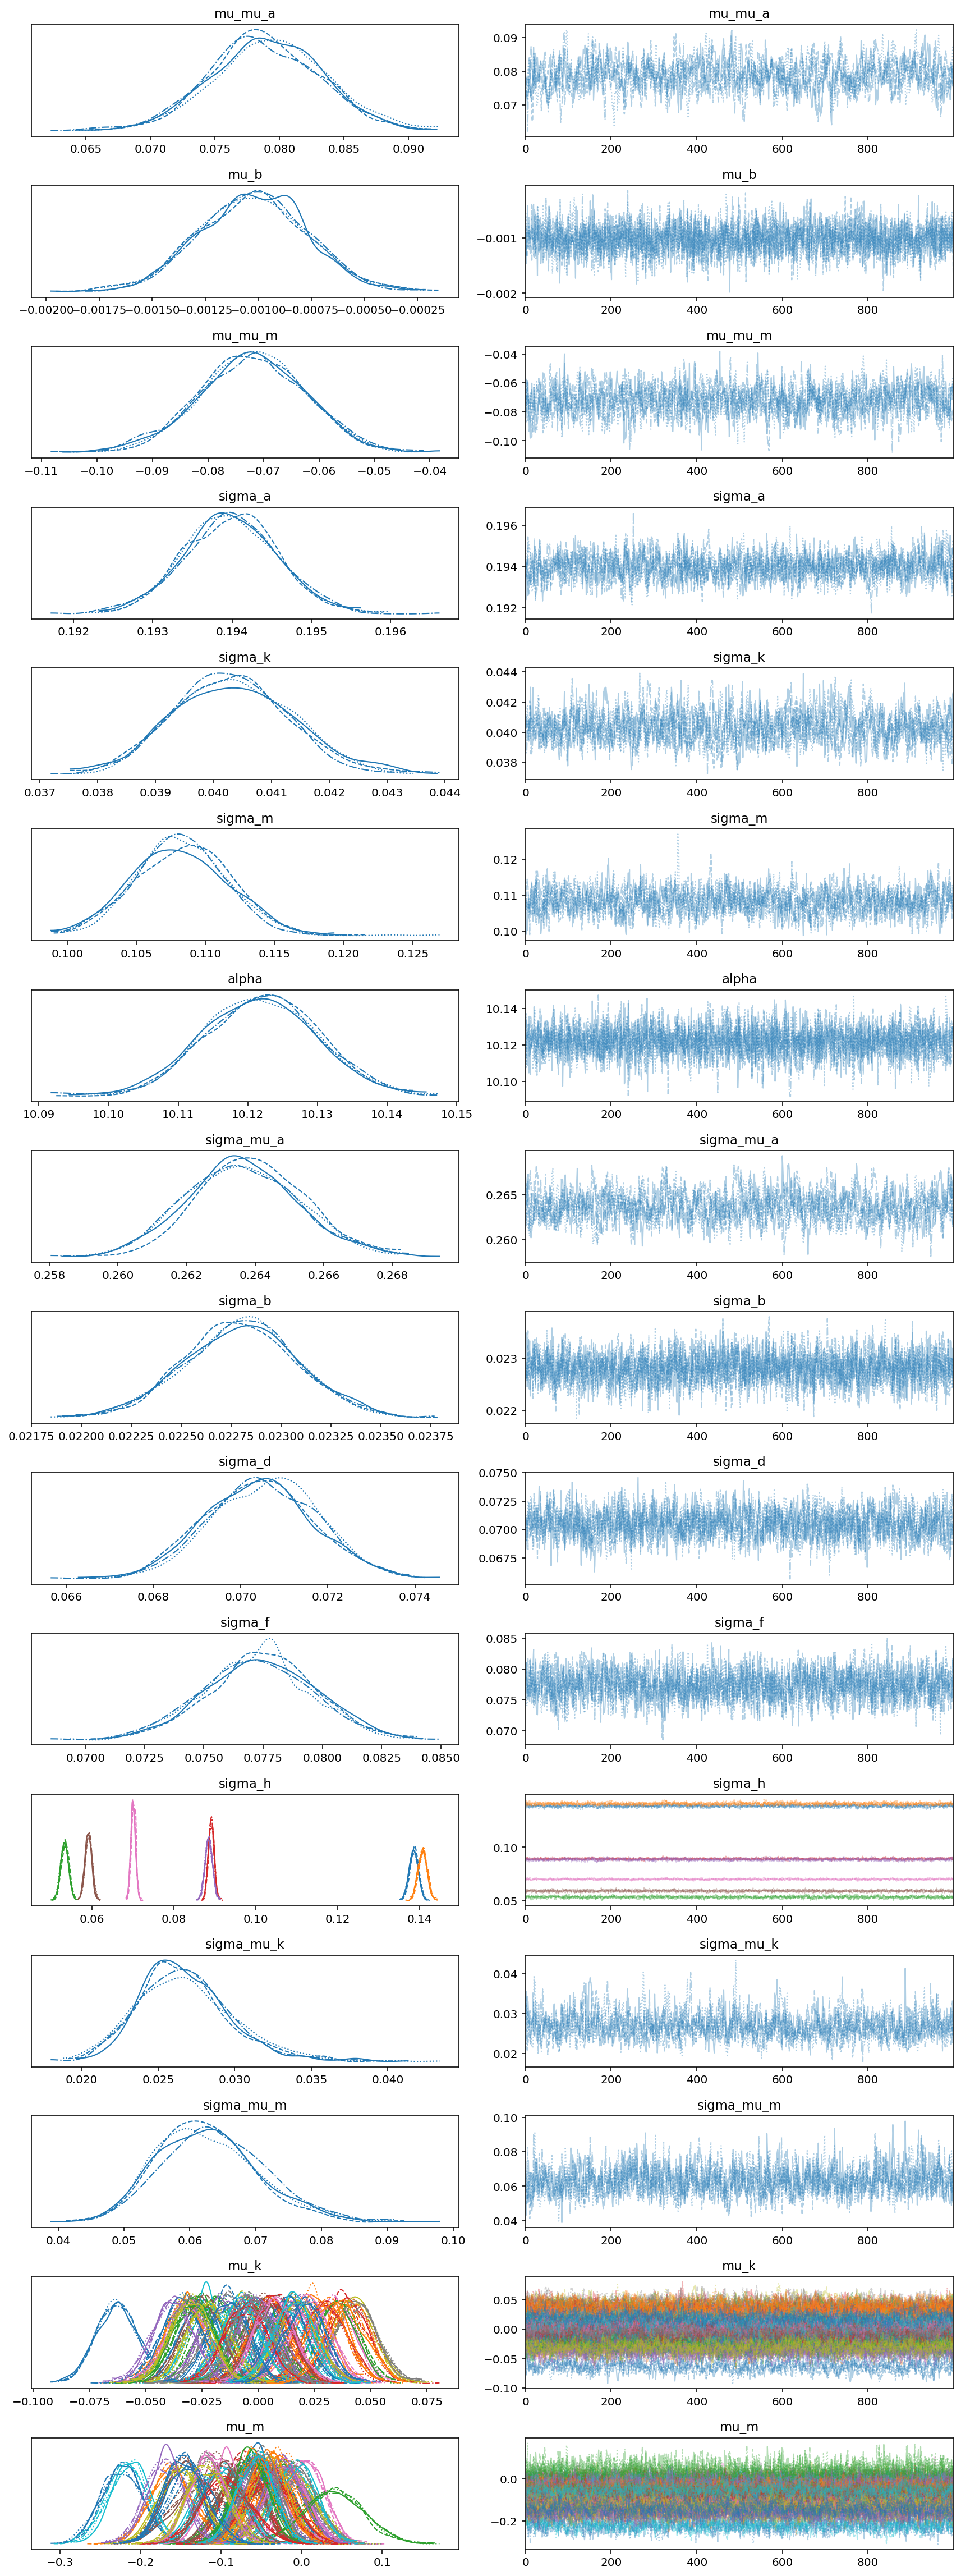 mu_mu_a mu_mu_a
0.09
0.08
0.07
0.065 0.070 0.075 0.080 0.085 0.090 0 200 400 600 800
mu_b mu_b
−0.001
−0.002
−0.00200 −0.00175 −0.00150 −0.00125 −0.00100 −0.00075 −0.00050 −0.00025 0 200 400 600 800
mu_mu_m mu_mu_m
−0.04
−0.06
−0.08
−0.10
−0.11 −0.10 −0.09 −0.08 −0.07 −0.06 −0.05 −0.04 0 200 400 600 800
sigma_a sigma_a
0.196
0.194
0.192
0.192 0.193 0.194 0.195 0.196 0 200 400 600 800
sigma_k sigma_k
0.044
0.042
0.040
0.038
0.037 0.038 0.039 0.040 0.041 0.042 0.043 0.044 0 200 400 600 800
sigma_m sigma_m
0.12
0.11
0.10
0.100 0.105 0.110 0.115 0.120 0.125 0 200 400 600 800
alpha alpha
10.14
10.12
10.10
10.09 10.10 10.11 10.12 10.13 10.14 10.15 0 200 400 600 800
sigma_mu_a sigma_mu_a
0.265
0.260
0.258 0.260 0.262 0.264 0.266 0.268 0 200 400 600 800
sigma_b sigma_b
0.023
0.022
0.02175 0.02200 0.02225 0.02250 0.02275 0.02300 0.02325 0.02350 0.02375 0 200 400 600 800
sigma_d sigma_d
0.0750
0.0725
0.0700
0.0675
0.066 0.068 0.070 0.072 0.074 0 200 400 600 800
sigma_f sigma_f
0.085
0.080
0.075
0.070
0.0700 0.0725 0.0750 0.0775 0.0800 0.0825 0.0850 0 200 400 600 800
sigma_h sigma_h
0.10
0.05
0.06 0.08 0.10 0.12 0.14 0 200 400 600 800
sigma_mu_k sigma_mu_k
0.04
0.03
0.02
0.020 0.025 0.030 0.035 0.040 0 200 400 600 800
sigma_mu_m sigma_mu_m
0.10
0.08
0.06
0.04
0.04 0.05 0.06 0.07 0.08 0.09 0.10 0 200 400 600 800
mu_k mu_k
0.05
0.00
−0.05
−0.10
−0.100 −0.075 −0.050 −0.025 0.000 0.025 0.050 0.075 0 200 400 600 800
mu_m mu_m
0.0
−0.2
−0.3 −0.2 −0.1 0.0 0.1 0 200 400 600 800